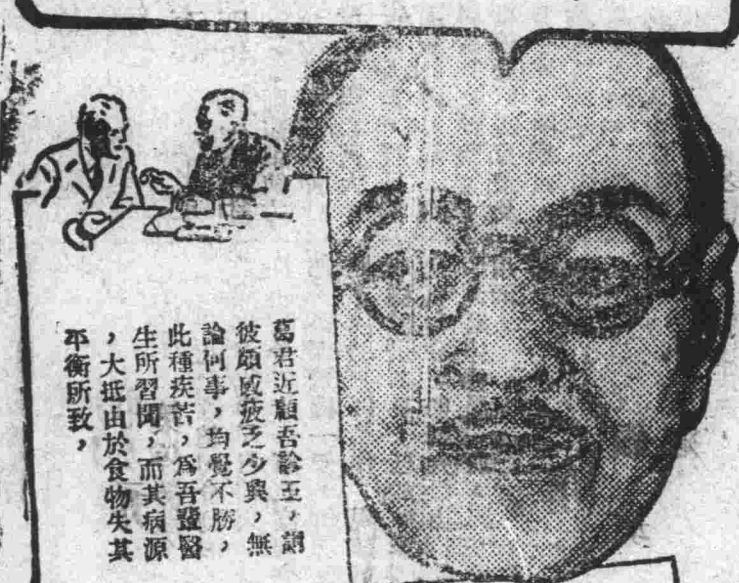 葛君近顧吾診室，謂
彼頗感疲乏少興，無
論何事，均覺不勝，
此種疾苦，爲吾儕醫
生所習聞，而其病源
，大抵由於食物失其
平衡所致，